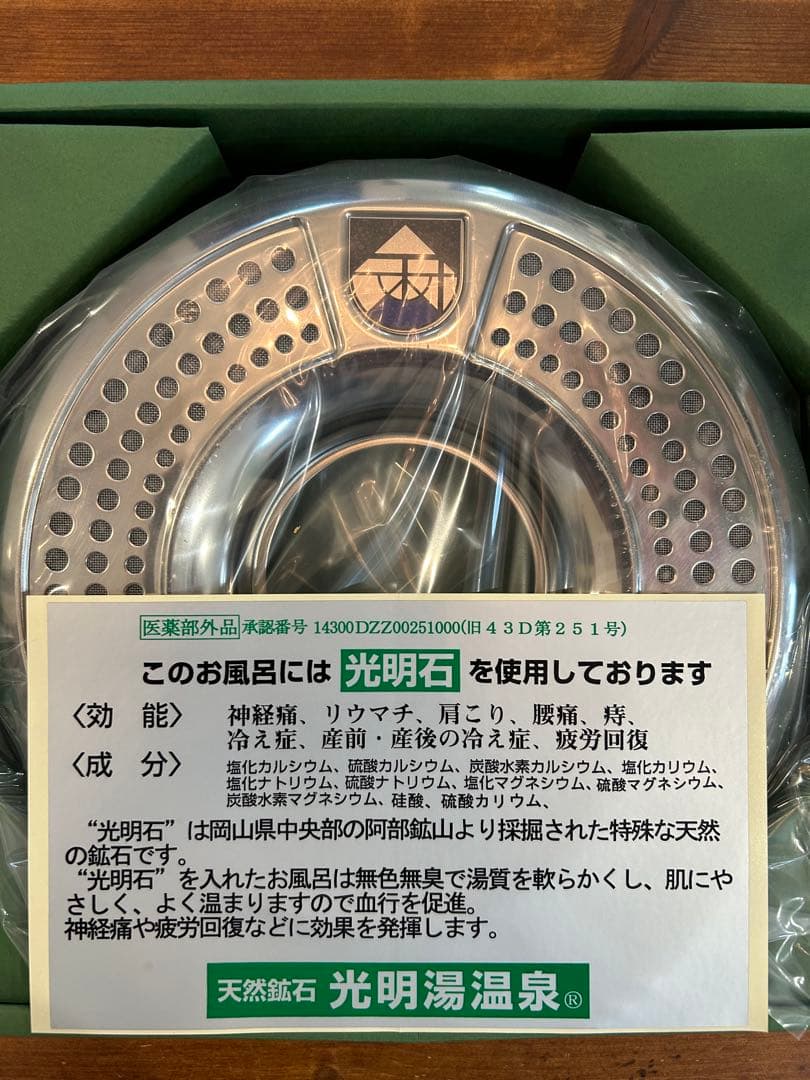 医薬部外品 承認番号 14300DZZ00251000(旧４３Ｄ第２５１号)
このお風呂には 光明石 を使用しております
〈効 能〉 神経痛、リウマチ、肩こり、腰痛、痔、
冷え症、産前・産後の冷え症、疲労回復
〈成 分〉 塩化カルシウム、硫酸カルシウム、炭酸水素カルシウム、塩化カリウム、
塩化ナトリウム、硫酸ナトリウム、塩化マグネシウム、硫酸マグネシウム、
炭酸水素マグネシウム、硅酸、硫酸カリウム、
“光明石”は岡山県中央部の阿部鉱山より採掘された特殊な天然
の鉱石です。
“光明石”を入れたお風呂は無色無臭で湯質を軟らかくし、肌にや
さしく、よく温まりますので血行を促進。
神経痛や疲労回復などに効果を発揮します。
天然鉱石 光明湯温泉®